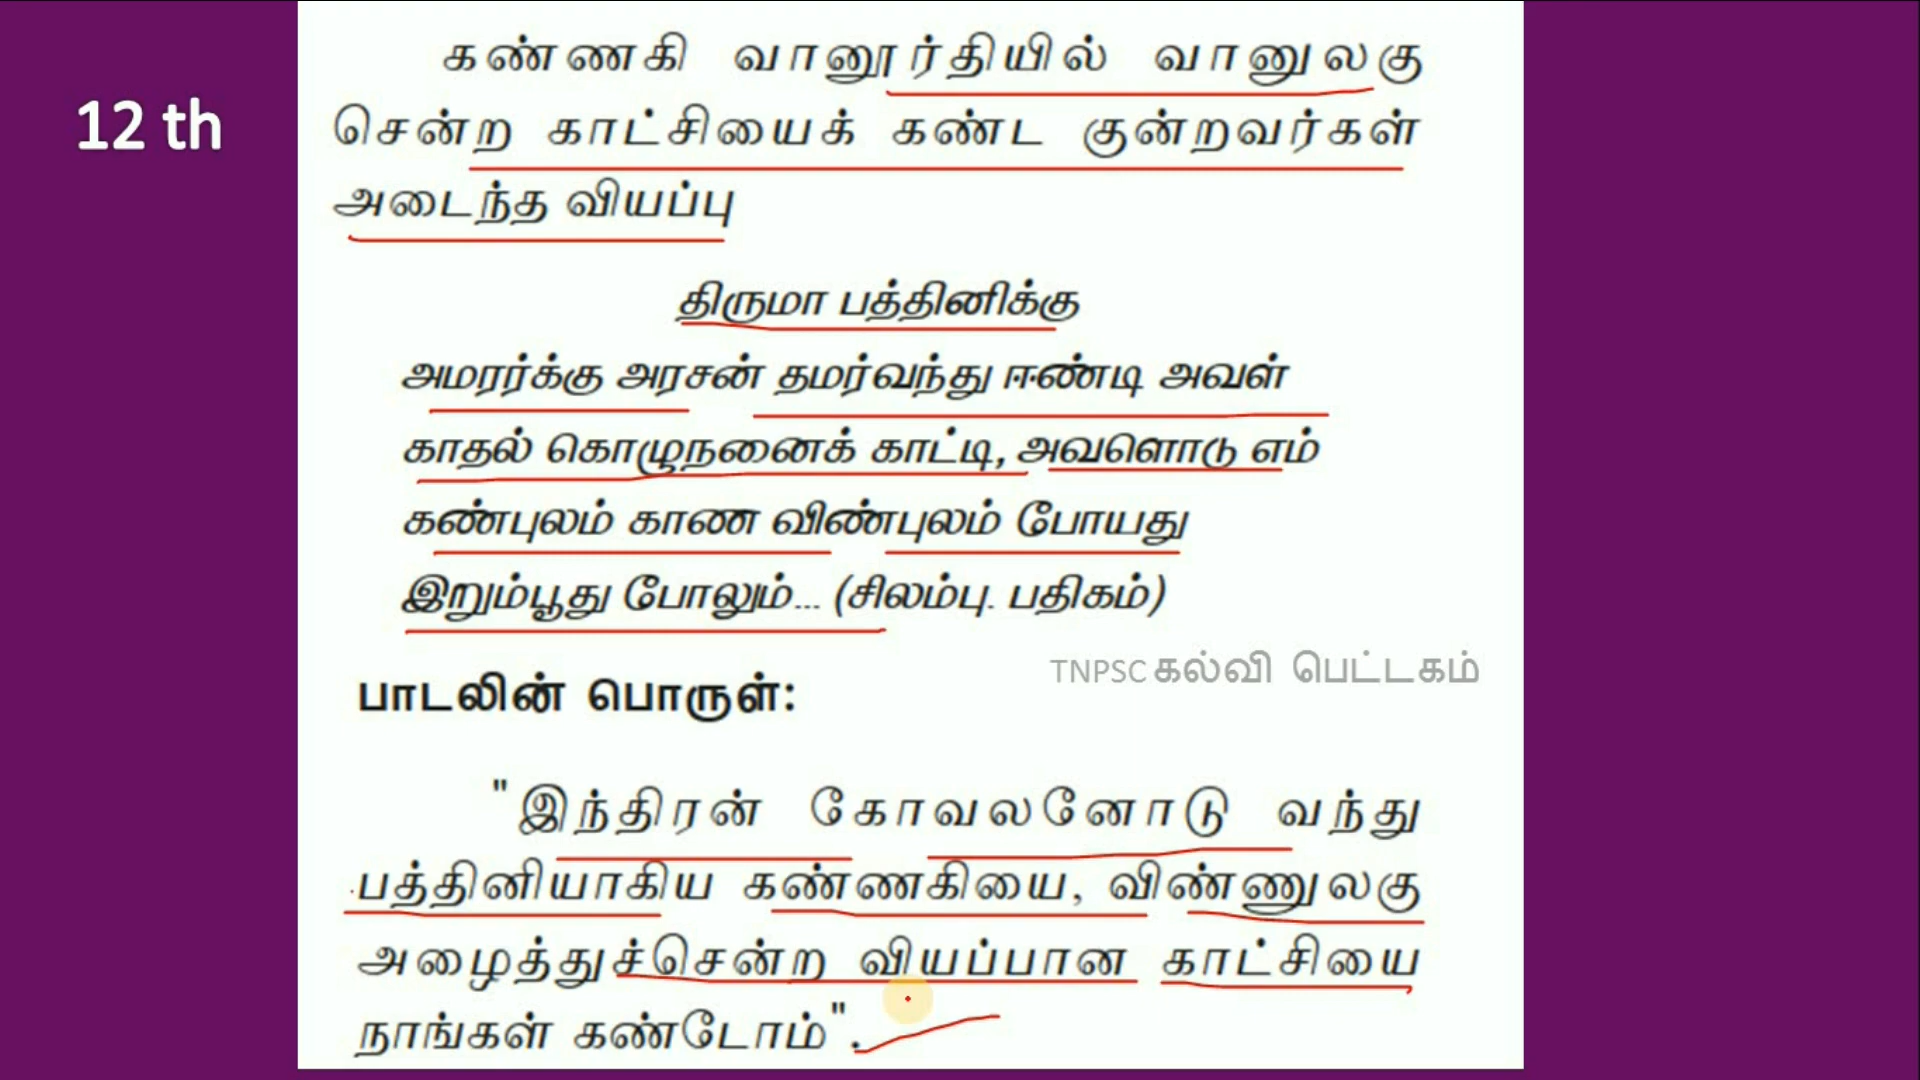 12 th
கண்ணகி வானூர்தியில் வானுலகு
சென்ற காட்சியைக் கண்ட குன்றவர்கள்
அடைந்த வியப்பு
திருமா பத்தினிக்கு
அமரர்க்கு அரசன் தமர்வந்து ஈண்டி அவள்
காதல் கொழுநனைக் காட்டி, அவளொடு எம்
கண்புலம் காண விண்புலம் போயது
இறும்பூது போலும்... (சிலம்பு. பதிகம்)
TNPSC கல்வி பெட்டகம்
பாடலின் பொருள்:
"இந்திரன் கோவலனோடு வந்து
பத்தினியாகிய கண்ணகியை, விண்ணுலகு
அழைத்துச்சென்ற வியப்பான காட்சியை
நாங்கள் கண்டோம்".